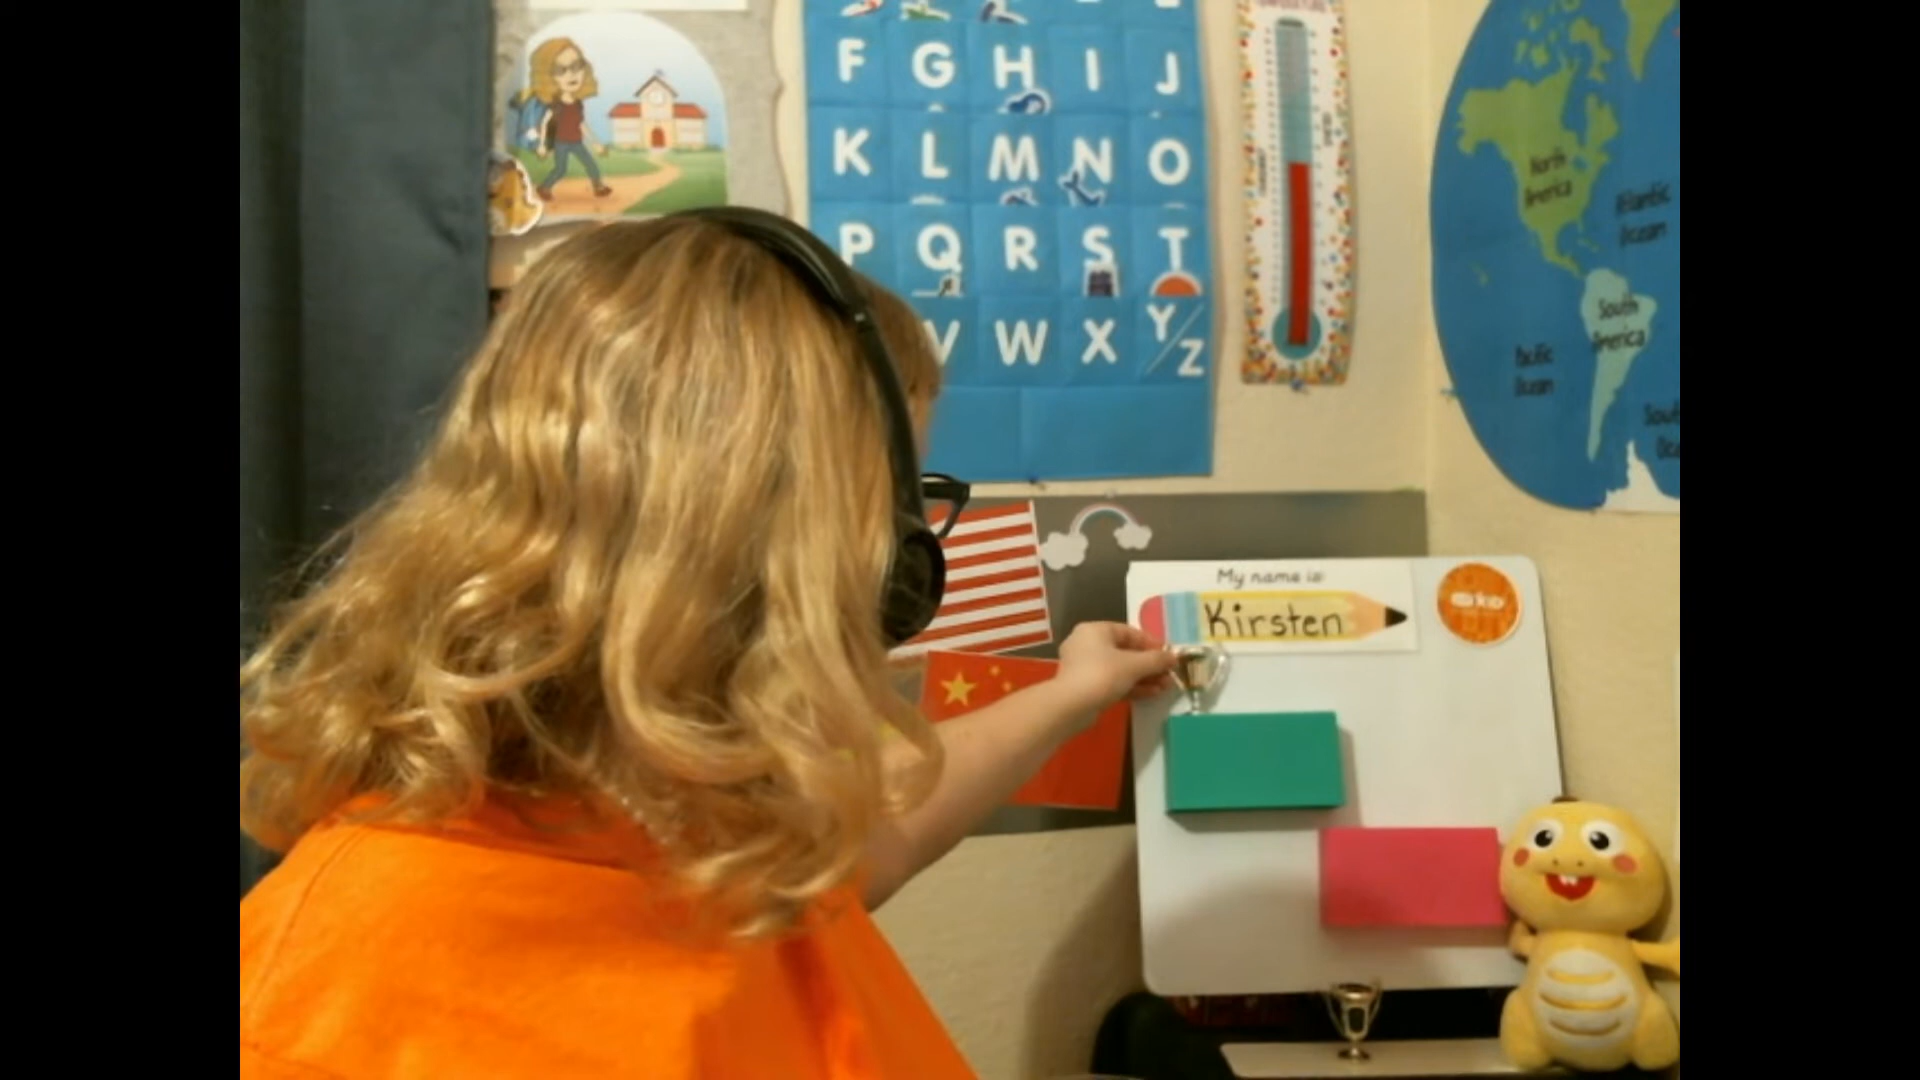 F G H I J
K L M N O
P Q R S T
V W X Y/Z
North
America
Atlantic
Ocean
South
America
Pacific
Ocean
My name is:
Kirsten